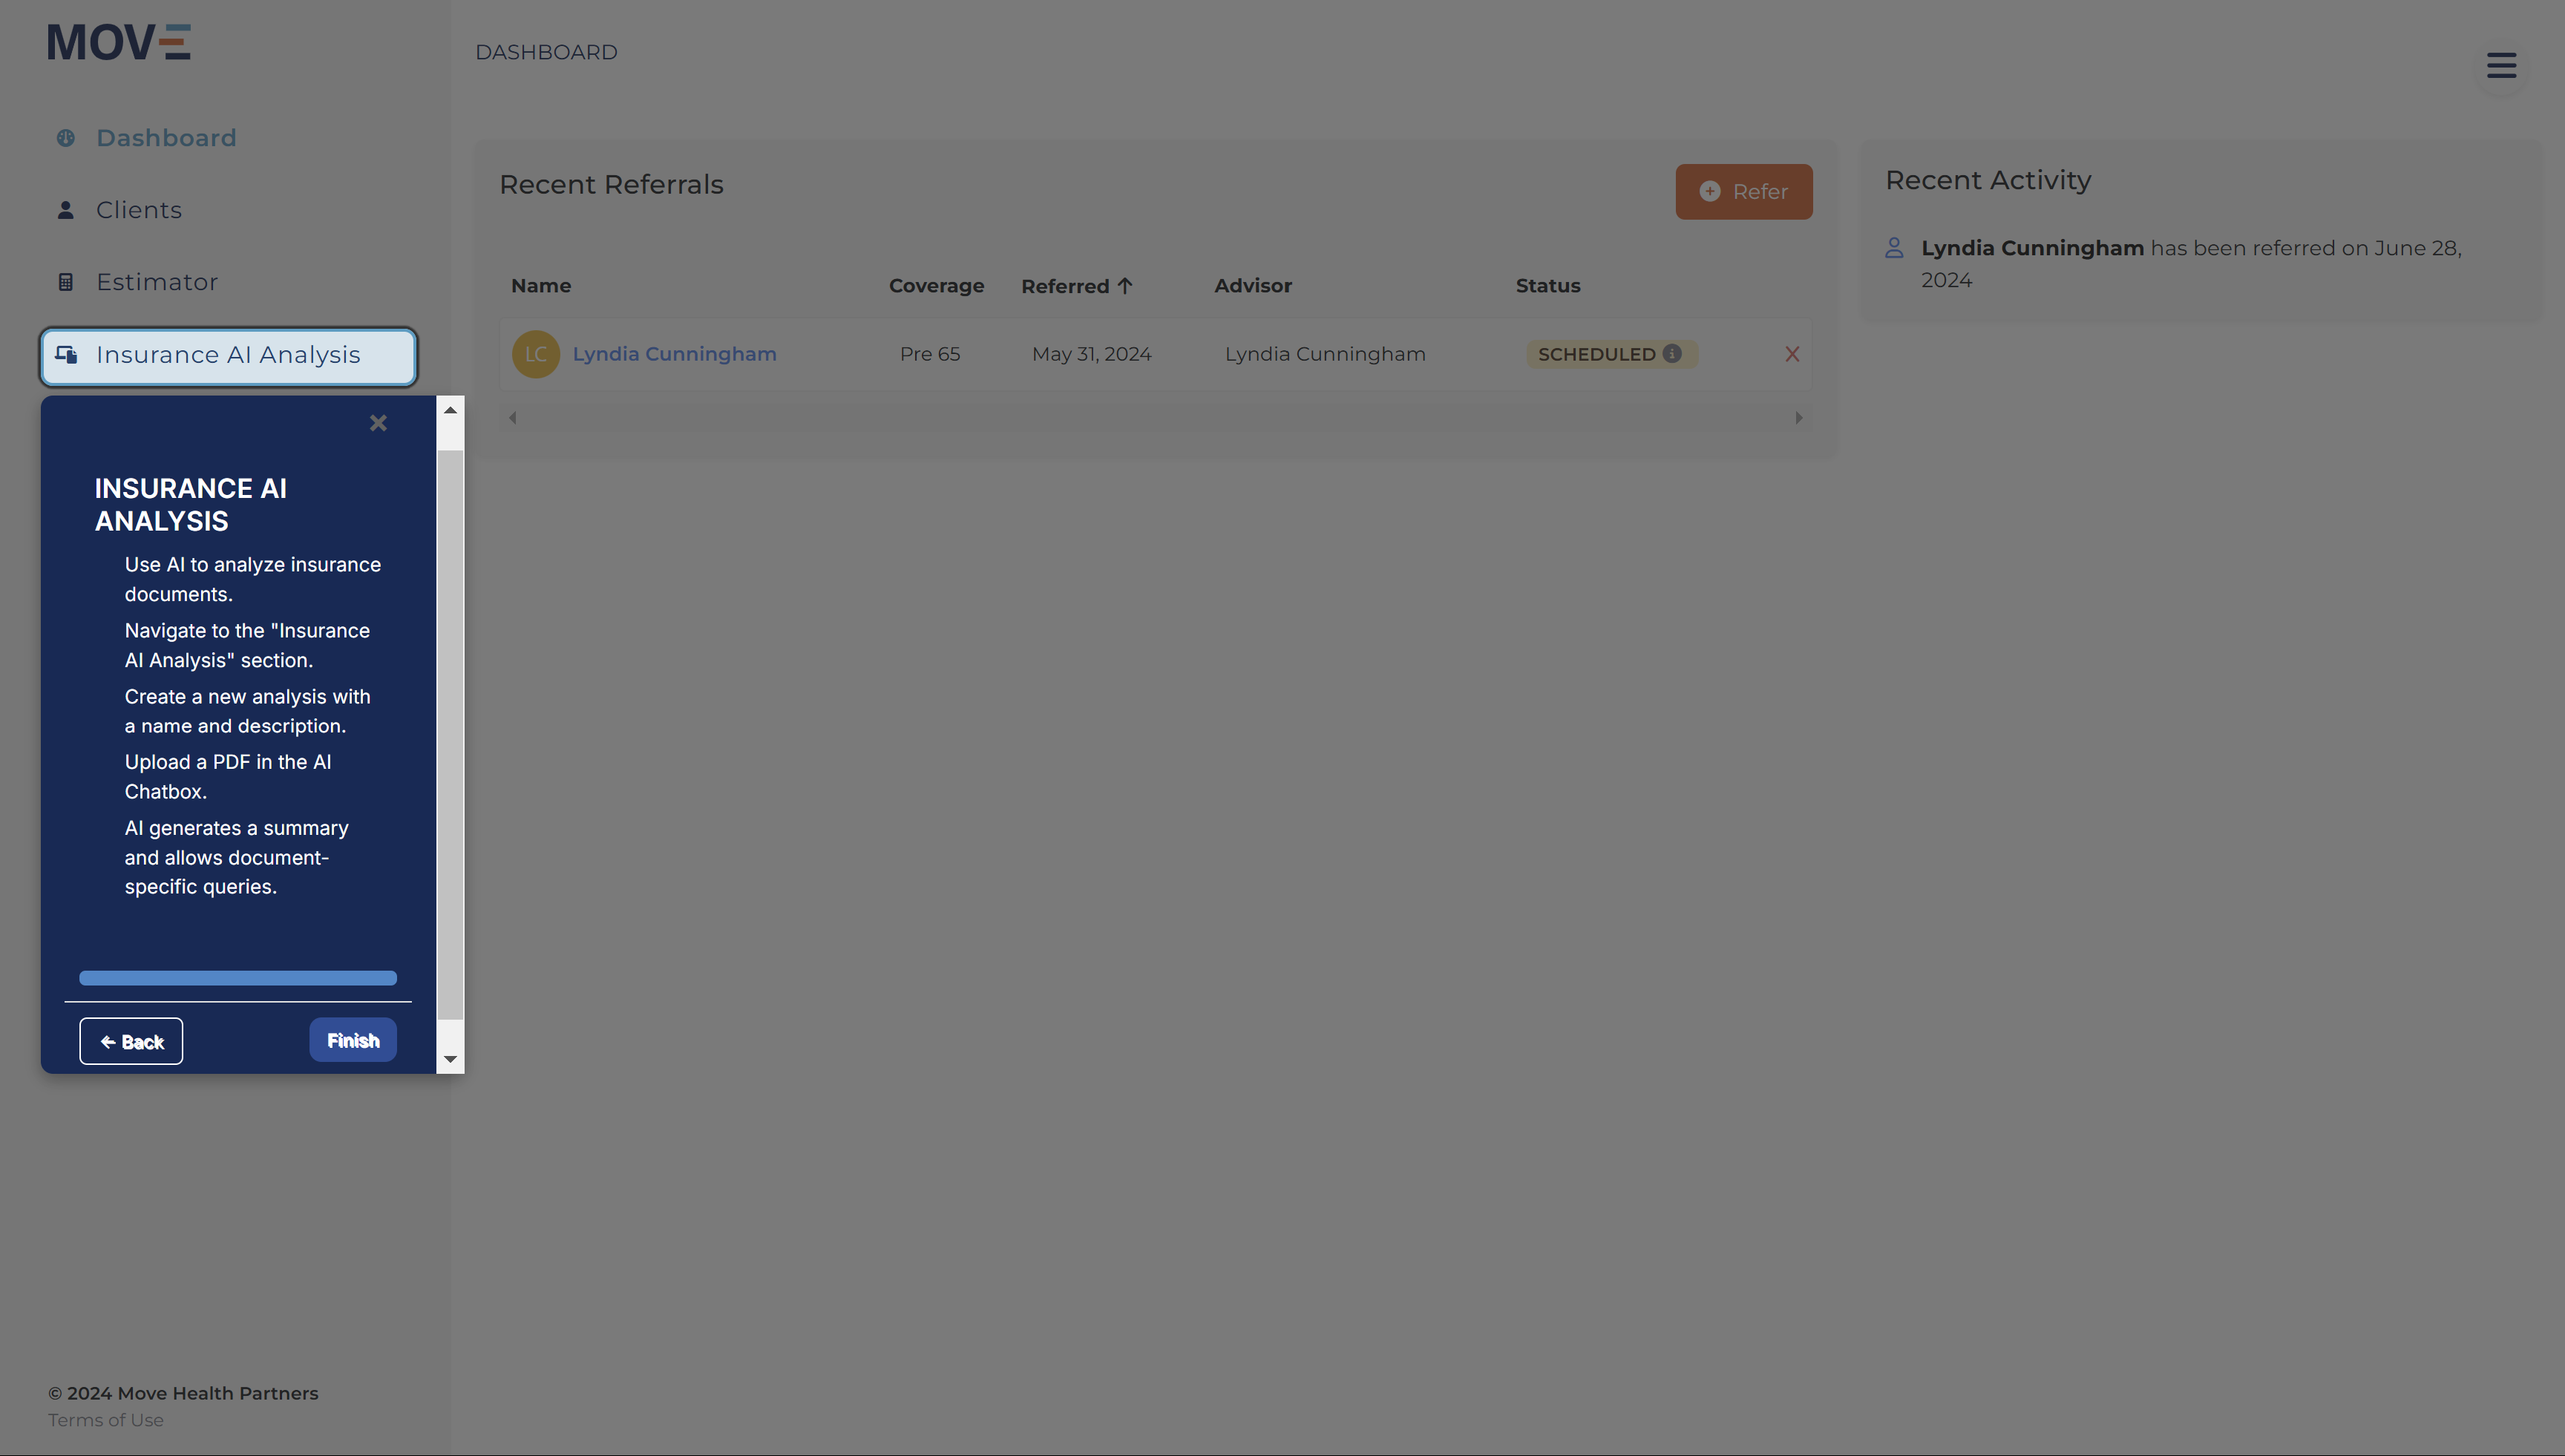 MOVE
DASHBOARD
Dashboard
Clients
Estimator
Insurance AI Analysis
INSURANCE AI
ANALYSIS
Use AI to analyze insurance
documents.
Navigate to the "Insurance
AI Analysis" section.
Create a new analysis with
a name and description.
Upload a PDF in the AI
Chatbox.
AI generates a summary
and allows document-
specific queries.
Back
Finish
Recent Referrals
Refer
Name Coverage Referred Advisor Status
LC Lyndia Cunningham Pre 65 May 31, 2024 Lyndia Cunningham SCHEDULED X
Recent Activity
Lyndia Cunningham has been referred on June 28,
2024
© 2024 Move Health Partners
Terms of Use